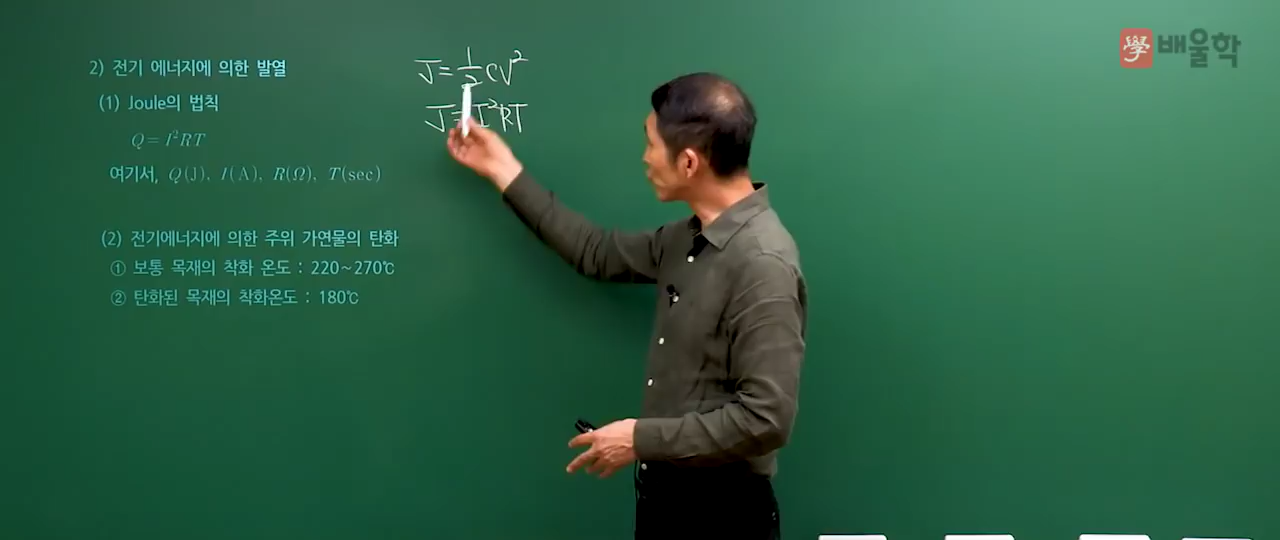 學 배울학
2) 전기 에너지에 의한 발열
(1) Joule의 법칙
Q = I²RT
여기서, Q(J), I(A), R(Ω), T(sec)
(2) 전기에너지에 의한 주위 가연물의 탄화
① 보통 목재의 착화 온도 : 220~270℃
② 탄화된 목재의 착화온도 : 180℃
J = 1/2 CV²
J = I²RT